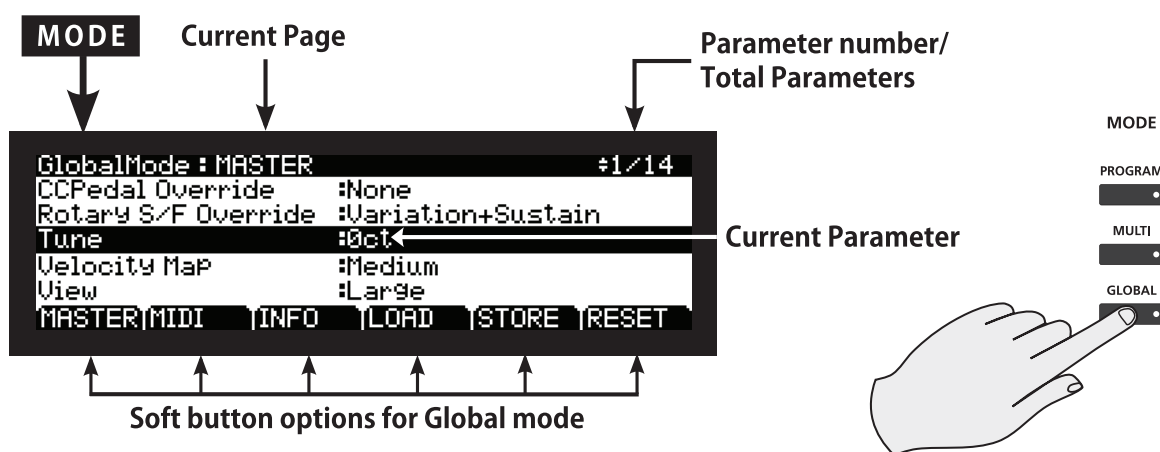 MODE
Current Page
Parameter number/
Total Parameters
GlobalMode : MASTER ÷1/14
CCPedal Override :None
Rotary S/F Override :Variation+Sustain
Tune :0ct
Velocity Map :Medium
View :Large
MASTER MIDI INFO LOAD STORE RESET
Current Parameter
Soft button options for Global mode
MODE
PROGRAM
MULTI
GLOBAL